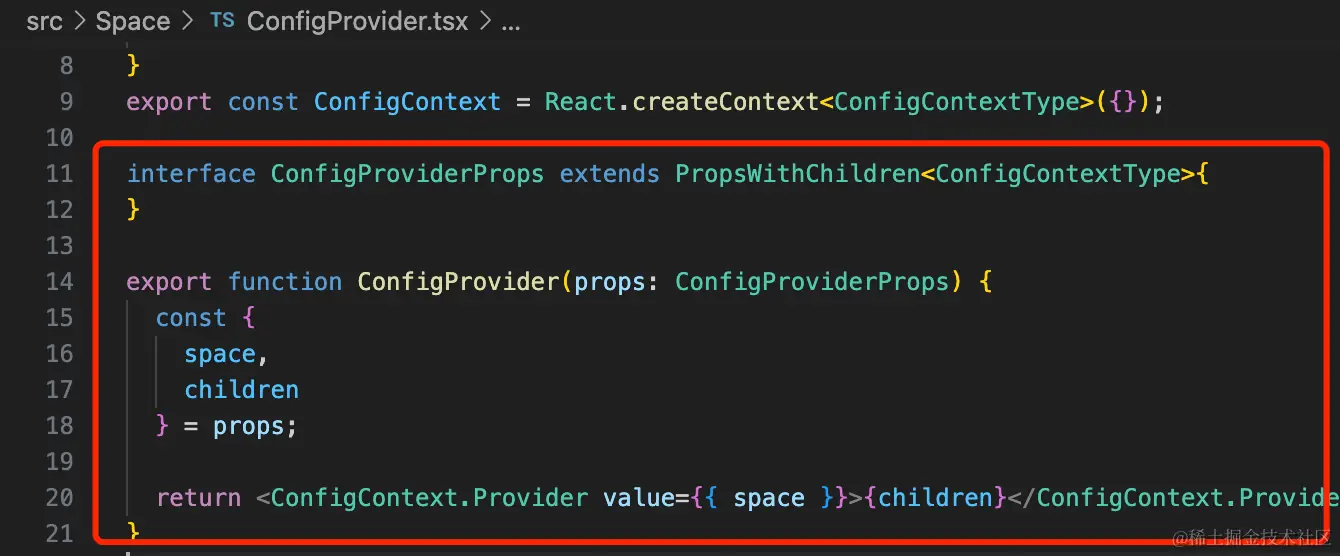 src > Space > TS ConfigProvider.tsx > ...
8 }
9 export const ConfigContext = React.createContext<ConfigContextType>({});
10
11 interface ConfigProviderProps extends PropsWithChildren<ConfigContextType>{
12 }
13
14 export function ConfigProvider(props: ConfigProviderProps) {
15   const {
16     space,
17     children
18   } = props;
19
20   return <ConfigContext.Provider value={{ space }}>{children}</ConfigContext.Provide
21 }
@稀土掘金技术社区